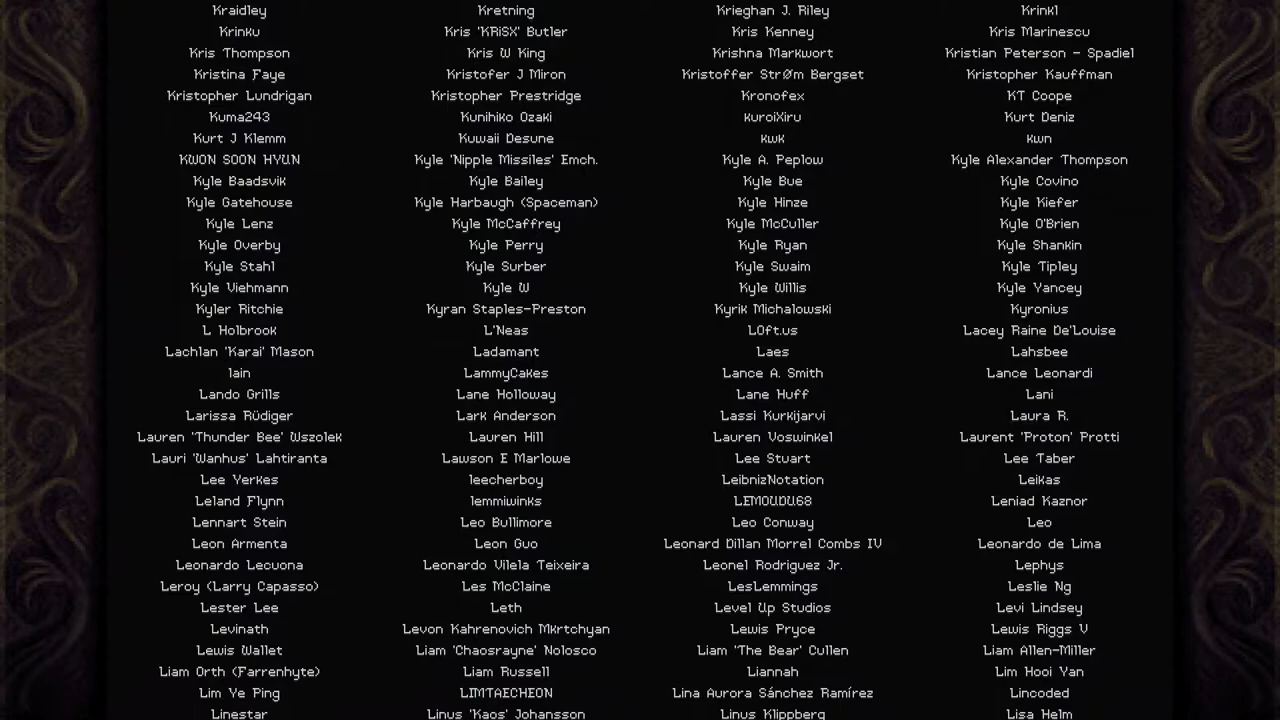 Kraidley Kretning Krieghan J. Riley Krinkl
Krinku Kris 'KRiSX' Butler Kris Kenney Kris Marinescu
Kris Thompson Kris W King Krishna Markwort Kristian Peterson - Spadiel
Kristina Faye Kristofer J Miron Kristoffer StrØm Bergset Kristopher Kauffman
Kristopher Lundrigan Kristopher Prestridge Kronofex KT Coope
Kuma243 Kunihiko Ozaki kuroiXiru Kurt Deniz
Kurt J Klemm Kuwaii Desune kwk kwn
KWON SOON HYUN Kyle 'Nipple Missiles' Emch. Kyle A. Peplow Kyle Alexander Thompson
Kyle Baadsvik Kyle Bailey Kyle Bue Kyle Covino
Kyle Gatehouse Kyle Harbaugh (Spaceman) Kyle Hinze Kyle Kiefer
Kyle Lenz Kyle McCaffrey Kyle McCuller Kyle O'Brien
Kyle Overby Kyle Perry Kyle Ryan Kyle Shankin
Kyle Stahl Kyle Surber Kyle Swaim Kyle Tipley
Kyle Viehmann Kyle W Kyle Willis Kyle Yancey
Kyler Ritchie Kyran Staples-Preston Kyrik Michalowski Kyronius
L Holbrook L'Neas L0ft.us Lacey Raine De'Louise
Lachlan 'Karai' Mason Ladamant Laes Lahsbee
lain LammyCakes Lance A. Smith Lance Leonardi
Lando Grills Lane Holloway Lane Huff Lani
Larissa Rüdiger Lark Anderson Lassi Kurkijarvi Laura R.
Lauren 'Thunder Bee' Wszolek Lauren Hill Lauren Voswinkel Laurent 'Proton' Protti
Lauri 'Wanhus' Lahtiranta Lawson E Marlowe Lee Stuart Lee Taber
Lee Yerkes leecherboy LeibnizNotation Leikas
Leland Flynn lemmiwinks LEMOUDU68 Leniad Kaznor
Lennart Stein Leo Bullimore Leo Conway Leo
Leon Armenta Leon Guo Leonard Dillan Morrel Combs IV Leonardo de Lima
Leonardo Lecuona Leonardo Vilela Teixeira Leonel Rodriguez Jr. Lephys
Leroy (Larry Capasso) Les McClaine LesLemmings Leslie Ng
Lester Lee Leth Level Up Studios Levi Lindsey
Levinath Levon Kahrenovich Mkrtchyan Lewis Pryce Lewis Riggs V
Lewis Wallet Liam 'Chaosrayne' Nolosco Liam 'The Bear' Cullen Liam Allen-Miller
Liam Orth (Farrenhyte) Liam Russell Liannah Lim Hooi Yan
Lim Ye Ping LIMTAECHEON Lina Aurora Sánchez Ramírez Lincoded
Linestar Linus 'Kaos' Johansson Linus Klippberg Lisa Helm